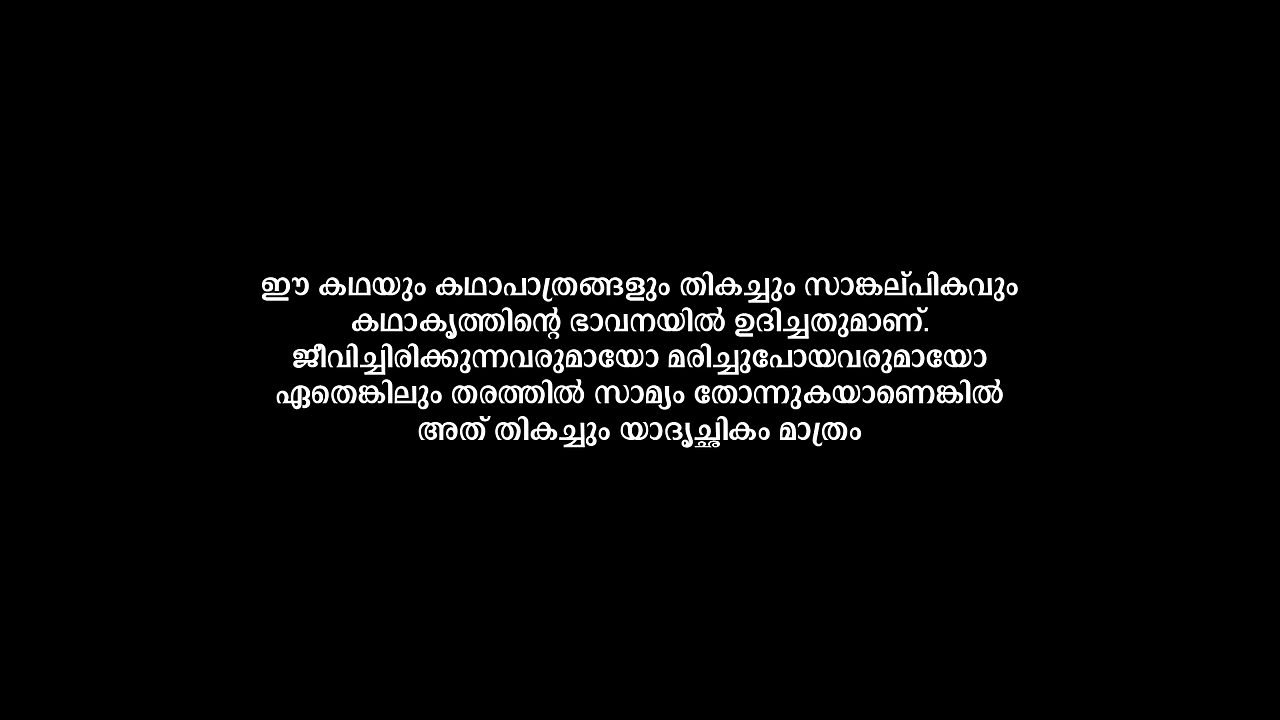 ഈ കഥയും കഥാപാത്രങ്ങളും തികച്ചും സാങ്കല്പികവും
കഥാകൃത്തിന്റെ ഭാവനയിൽ ഉദിച്ചതുമാണ്.
ജീവിച്ചിരിക്കുന്നവരുമായോ മരിച്ചുപോയവരുമായോ
ഏതെങ്കിലും തരത്തിൽ സാമ്യം തോന്നുകയാണെങ്കിൽ
അത് തികച്ചും യാദൃച്ഛികം മാത്രം